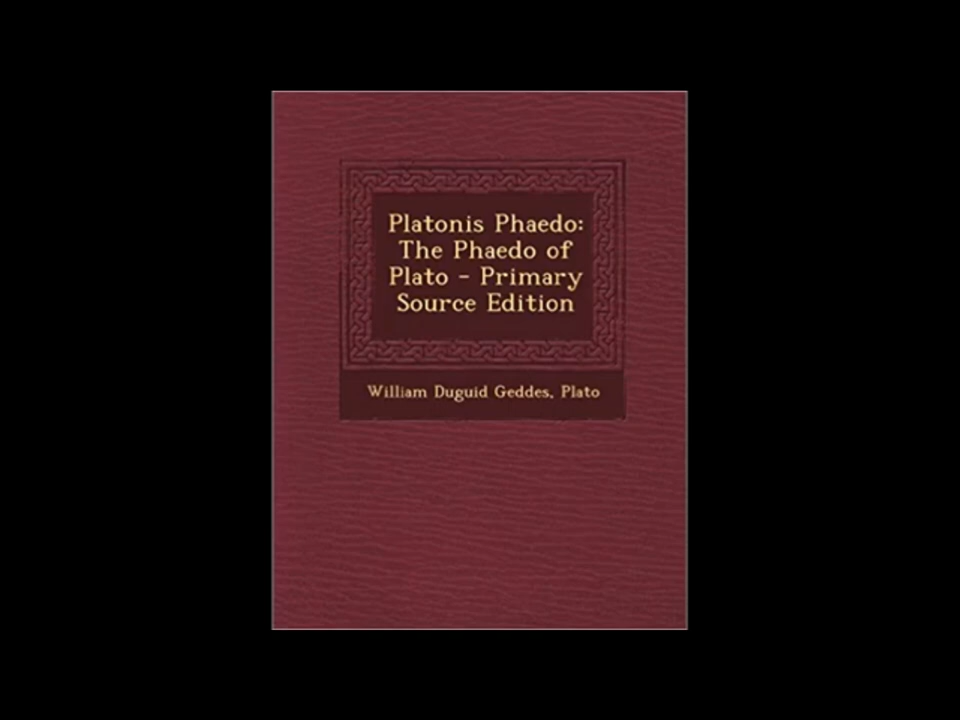 Platonis Phaedo:
The Phaedo of
Plato - Primary
Source Edition
William Duguid Geddes, Plato